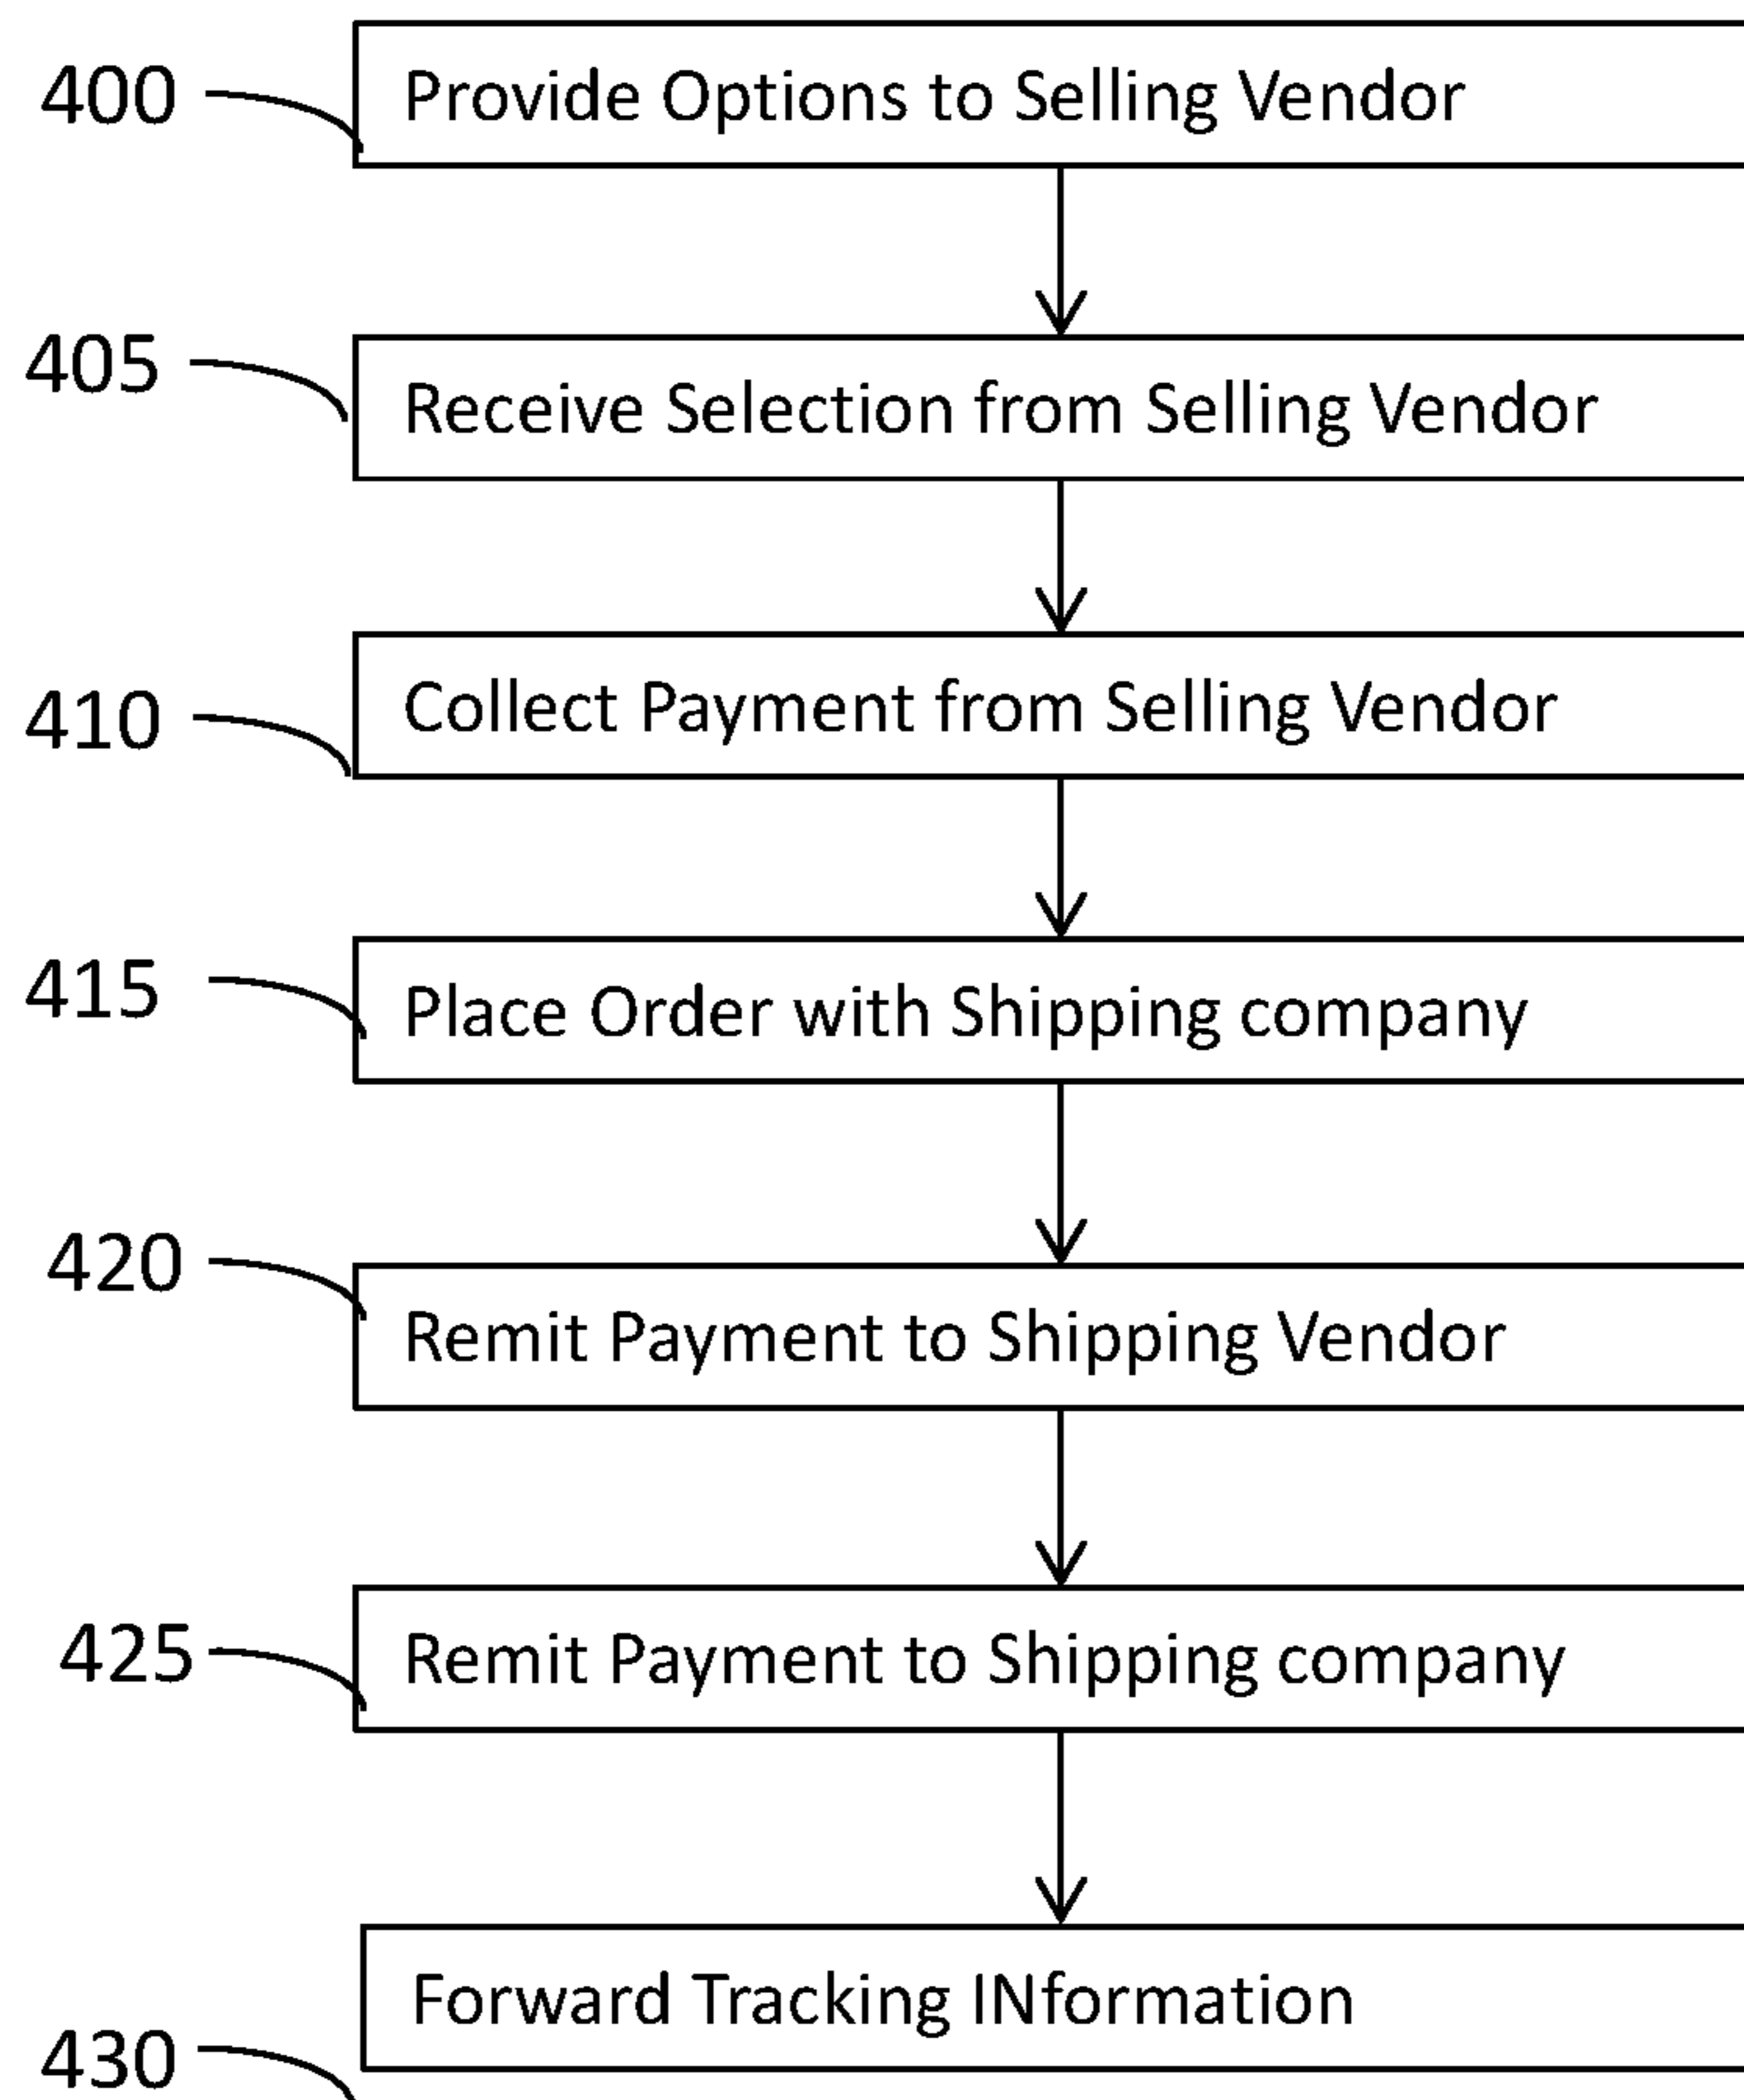 400 Provide Options to Selling Vendor
405 Receive Selection from Selling Vendor
410 Collect Payment from Selling Vendor
415 Place Order with Shipping company
420 Remit Payment to Shipping Vendor
425 Remit Payment to Shipping company
Forward Tracking INformation
430